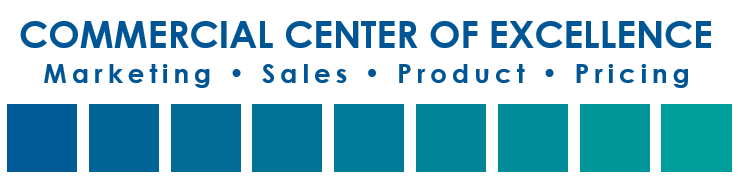 COMMERCIAL CENTER OF EXCELLENCE
Marketing • Sales • Product • Pricing